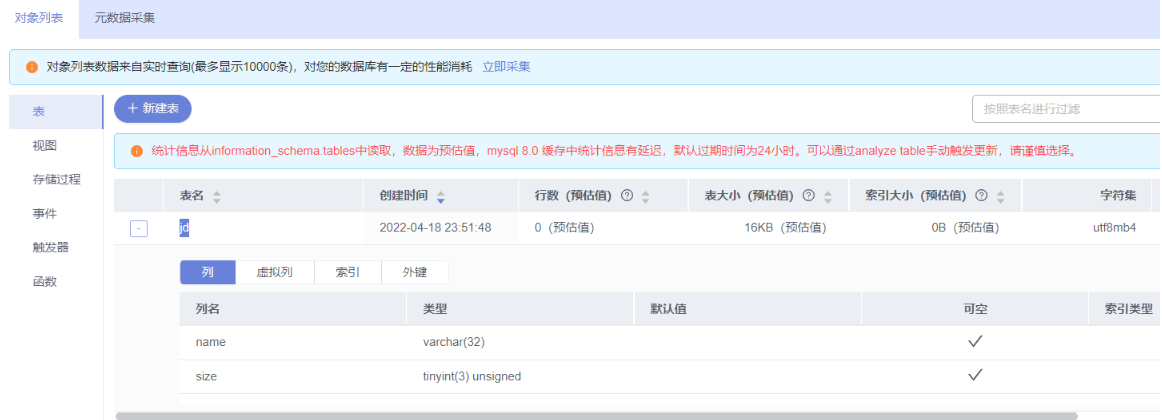 对象列表 元数据采集
对象列表数据来自实时查询(最多显示10000条)，对您的数据库有一定的性能消耗 立即采集
表
视图
存储过程
事件
触发器
函数
+ 新建表 按照表名进行过滤
统计信息从information_schema.tables中读取，数据为预估值，mysql 8.0 缓存中统计信息有延迟，默认过期时间为24小时。可以通过analyze table手动触发更新，请谨慎选择。
表名 创建时间 行数（预估值） 表大小（预估值） 索引大小（预估值） 字符集
jd 2022-04-18 23:51:48 0（预估值） 16KB（预估值） 0B（预估值） utf8mb4
列 虚拟列 索引 外键
列名 类型 默认值 可空 索引类型
name varchar(32)
size tinyint(3) unsigned